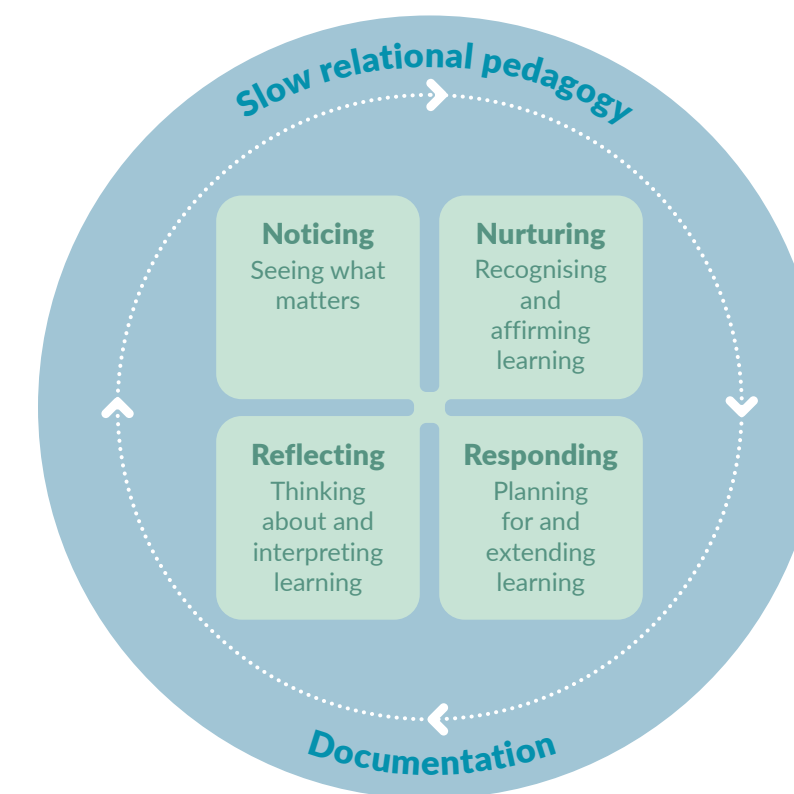 Slow relational pedagogy
Noticing
Seeing what
matters
Nurturing
Recognising
and
affirming
learning
Reflecting
Thinking
about and
interpreting
learning
Responding
Planning
for and
extending
learning
Documentation